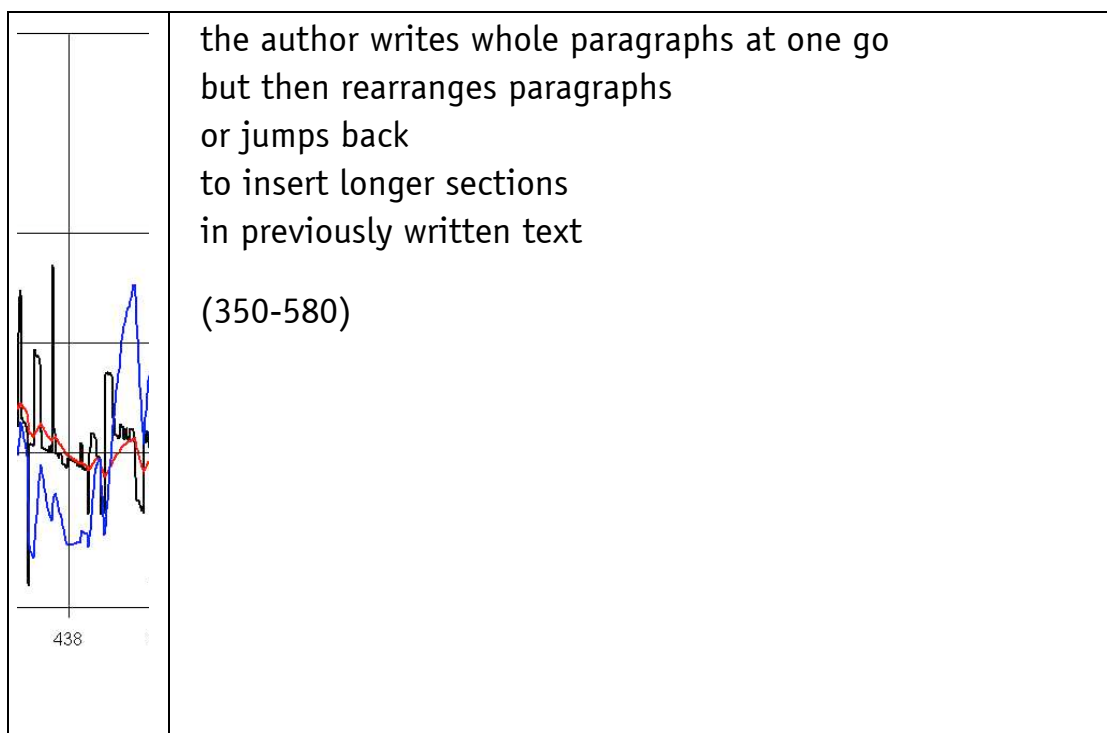 the author writes whole paragraphs at one go
but then rearranges paragraphs
or jumps back
to insert longer sections
in previously written text
(350-580)
438